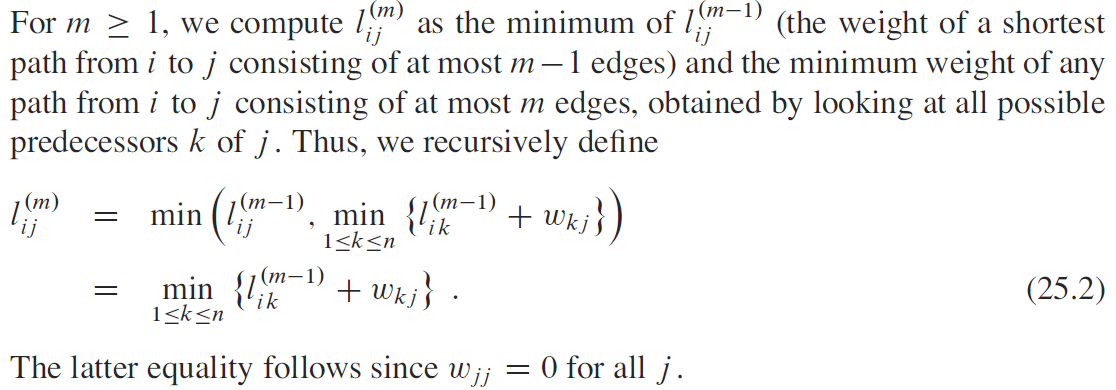 For m ≥ 1, we compute l_{ij}^{(m)} as the minimum of l_{ij}^{(m−1)} (the weight of a shortest
path from i to j consisting of at most m − 1 edges) and the minimum weight of any
path from i to j consisting of at most m edges, obtained by looking at all possible
predecessors k of j. Thus, we recursively define
l_{ij}^{(m)} = min ( l_{ij}^{(m−1)}, min_{1≤k≤n} { l_{ik}^{(m−1)} + w_{kj} } )
= min_{1≤k≤n} { l_{ik}^{(m−1)} + w_{kj} } . (25.2)
The latter equality follows since w_{jj} = 0 for all j.